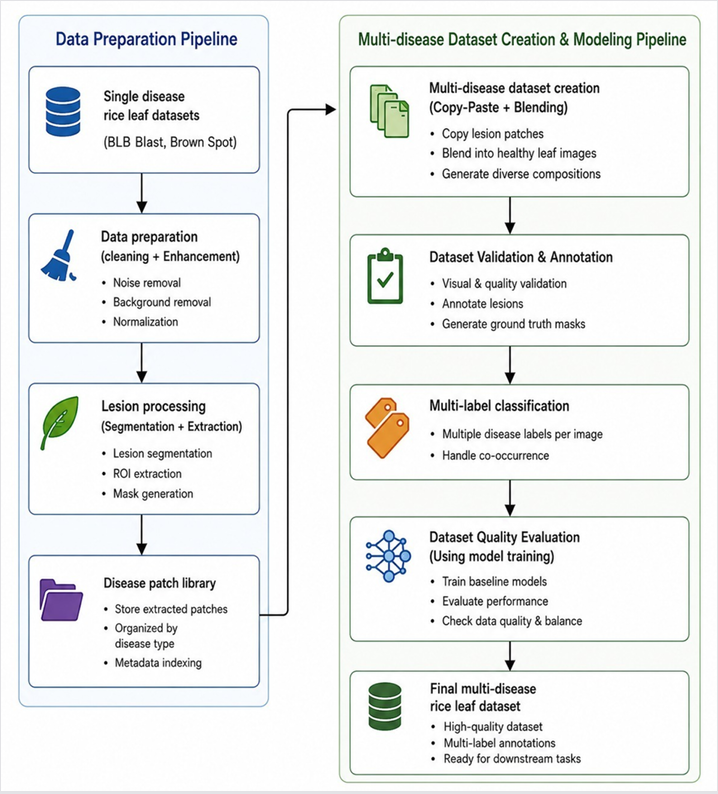 Data Preparation Pipeline
Single disease
rice leaf datasets
(BLB Blast, Brown Spot)
Data preparation
(cleaning + Enhancement)
• Noise removal
• Background removal
• Normalization
Lesion processing
(Segmentation + Extraction)
• Lesion segmentation
• ROI extraction
• Mask generation
Disease patch library
• Store extracted patches
• Organized by
disease type
• Metadata indexing
Multi-disease Dataset Creation & Modeling Pipeline
Multi-disease dataset creation
(Copy-Paste + Blending)
• Copy lesion patches
• Blend into healthy leaf images
• Generate diverse compositions
Dataset Validation & Annotation
• Visual & quality validation
• Annotate lesions
• Generate ground truth masks
Multi-label classification
• Multiple disease labels per image
• Handle co-occurrence
Dataset Quality Evaluation
(Using model training)
• Train baseline models
• Evaluate performance
• Check data quality & balance
Final multi-disease
rice leaf dataset
• High-quality dataset
• Multi-label annotations
• Ready for downstream tasks